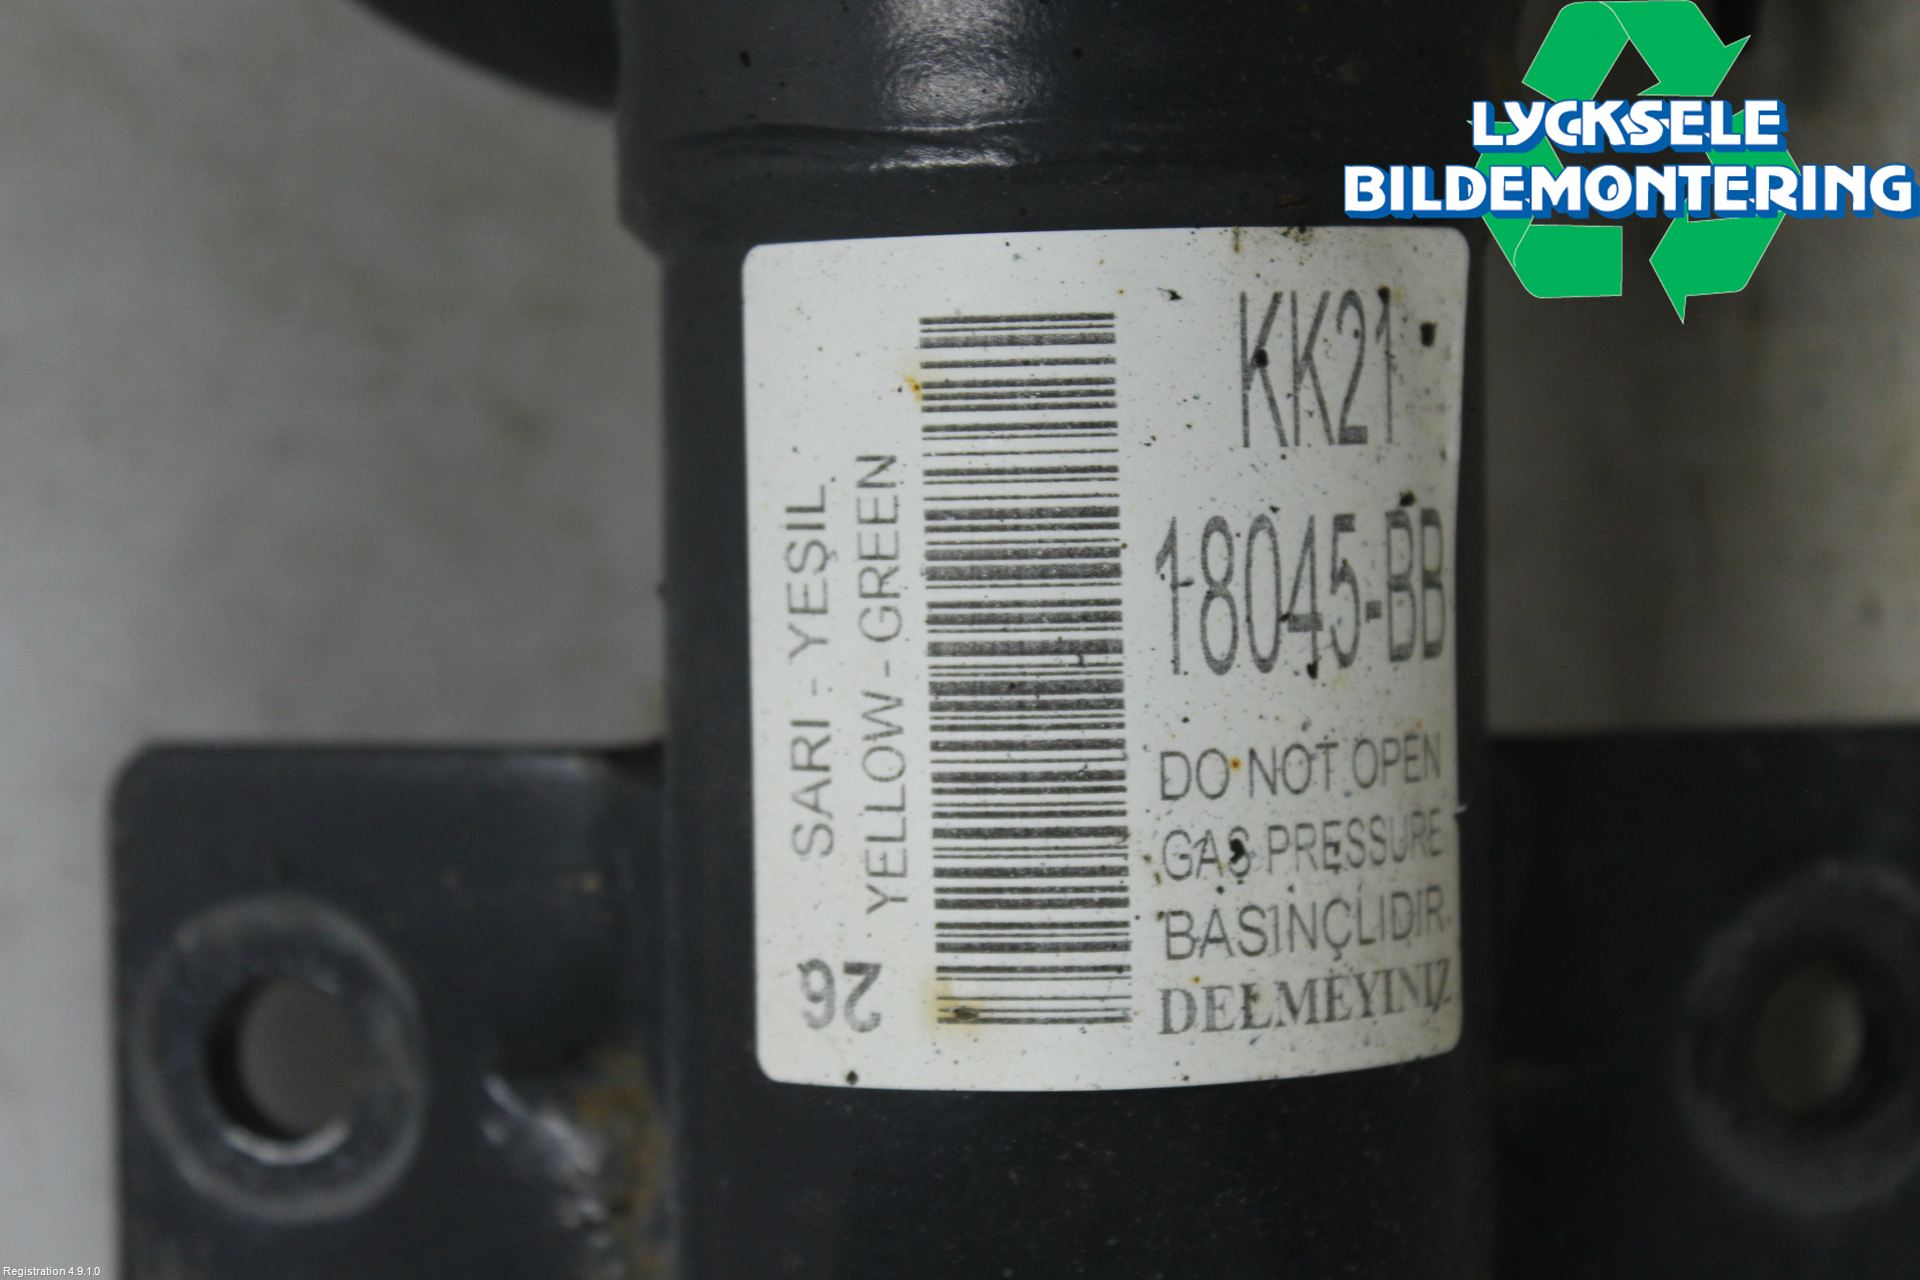 LYCKSELE
BILDEMONTERING
KK21
18045-BB
DO NOT OPEN
GAS PRESSURE
BASINÇLIDIR
DELMEYINIZ
SARI - YEŞIL
YELLOW - GREEN
26
Registration 4.9.1.0